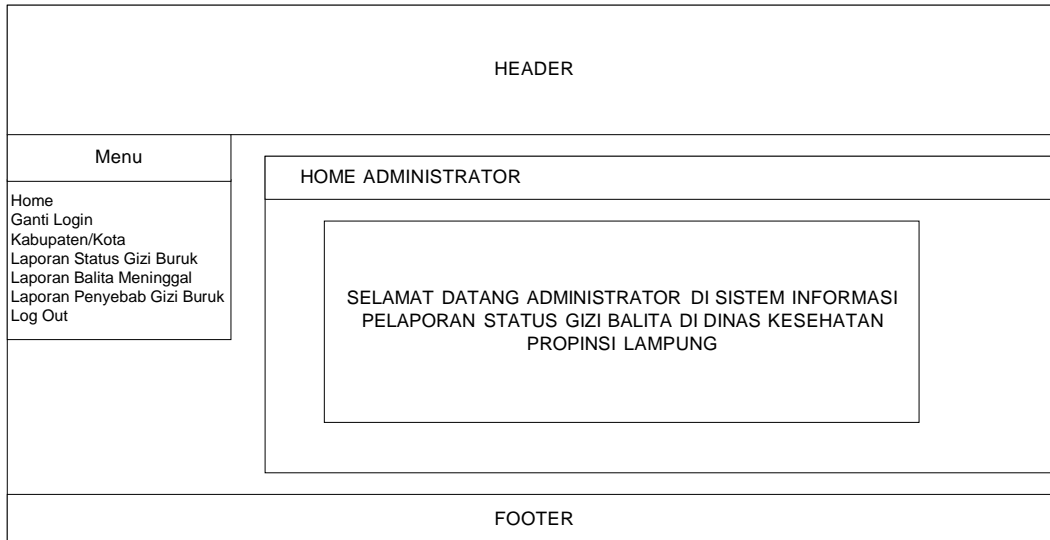 HEADER
Menu
Home
Ganti Login
Kabupaten/Kota
Laporan Status Gizi Buruk
Laporan Balita Meninggal
Laporan Penyebab Gizi Buruk
Log Out
HOME ADMINISTRATOR
SELAMAT DATANG ADMINISTRATOR DI SISTEM INFORMASI
PELAPORAN STATUS GIZI BALITA DI DINAS KESEHATAN
PROPINSI LAMPUNG
FOOTER